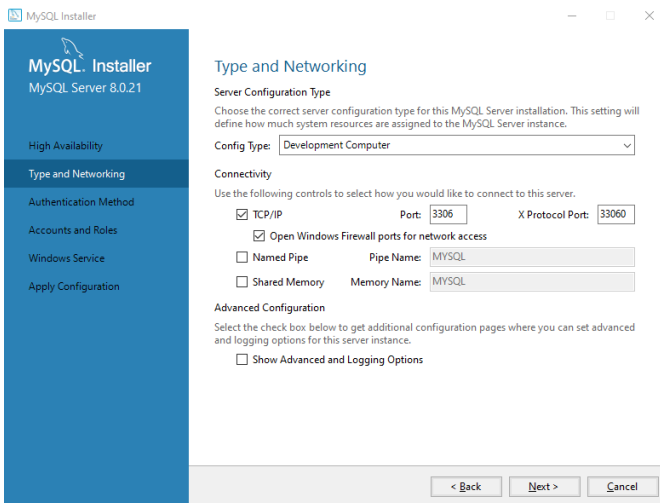 MySQL Installer
MySQL. Installer
MySQL Server 8.0.21
High Availability
Type and Networking
Authentication Method
Accounts and Roles
Windows Service
Apply Configuration
Type and Networking
Server Configuration Type
Choose the correct server configuration type for this MySQL Server installation. This setting will
define how much system resources are assigned to the MySQL Server instance.
Config Type: Development Computer
Connectivity
Use the following controls to select how you would like to connect to this server.
TCP/IP Port: 3306 X Protocol Port: 33060
Open Windows Firewall ports for network access
Named Pipe Pipe Name: MYSQL
Shared Memory Memory Name: MYSQL
Advanced Configuration
Select the check box below to get additional configuration pages where you can set advanced
and logging options for this server instance.
Show Advanced and Logging Options
< Back Next > Cancel